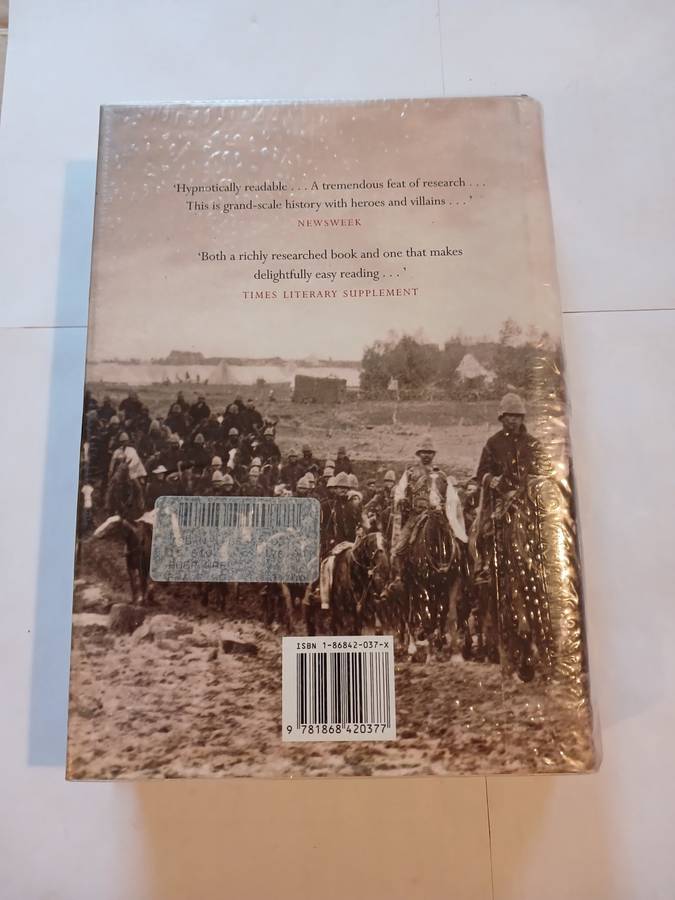 ‘Hypnotically readable . . . A tremendous feat of research . . .
This is grand-scale history with heroes and villains . . .’
NEWSWEEK
‘Both a richly researched book and one that makes
delightfully easy reading . . .’
TIMES LITERARY SUPPLEMENT
ISBN 1-86842-037-X
9 781868 420377